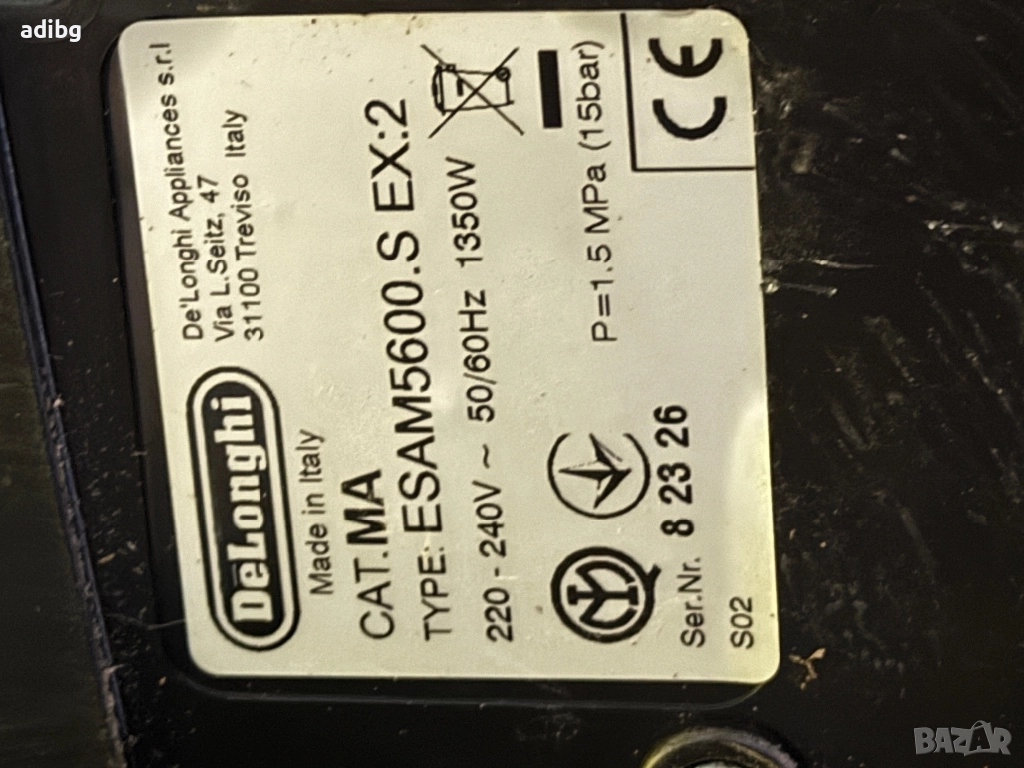 adibg
DeLonghi
De'Longhi Appliances s.r.l
Via L.Seitz, 47
31100 Treviso Italy
Made in Italy
CAT.MA
TYPE: ESAM5600.S EX:2
220-240V ~ 50/60Hz 1350W
P=1.5 MPa (15bar)
Ser.Nr. 8 23 26
S02
CE
BAZAR